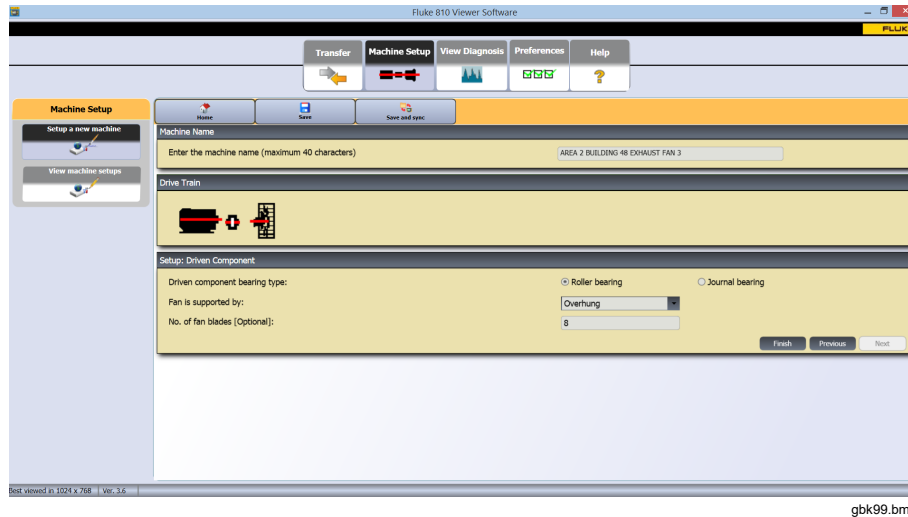 Fluke 810 Viewer Software
FLUK
Transfer
Machine Setup
View Diagnosis
Preferences
Help
Machine Setup
Setup a new machine
View machine setups
Home
Save
Save and sync
Machine Name
Enter the machine name (maximum 40 characters)
AREA 2 BUILDING 48 EXHAUST FAN 3
Drive Train
Setup: Driven Component
Driven component bearing type:
Roller bearing
Journal bearing
Fan is supported by:
Overhung
No. of fan blades [Optional]:
8
Finish
Previous
Next
Best viewed in 1024 x 768
Ver. 3.6
gbk99.bm